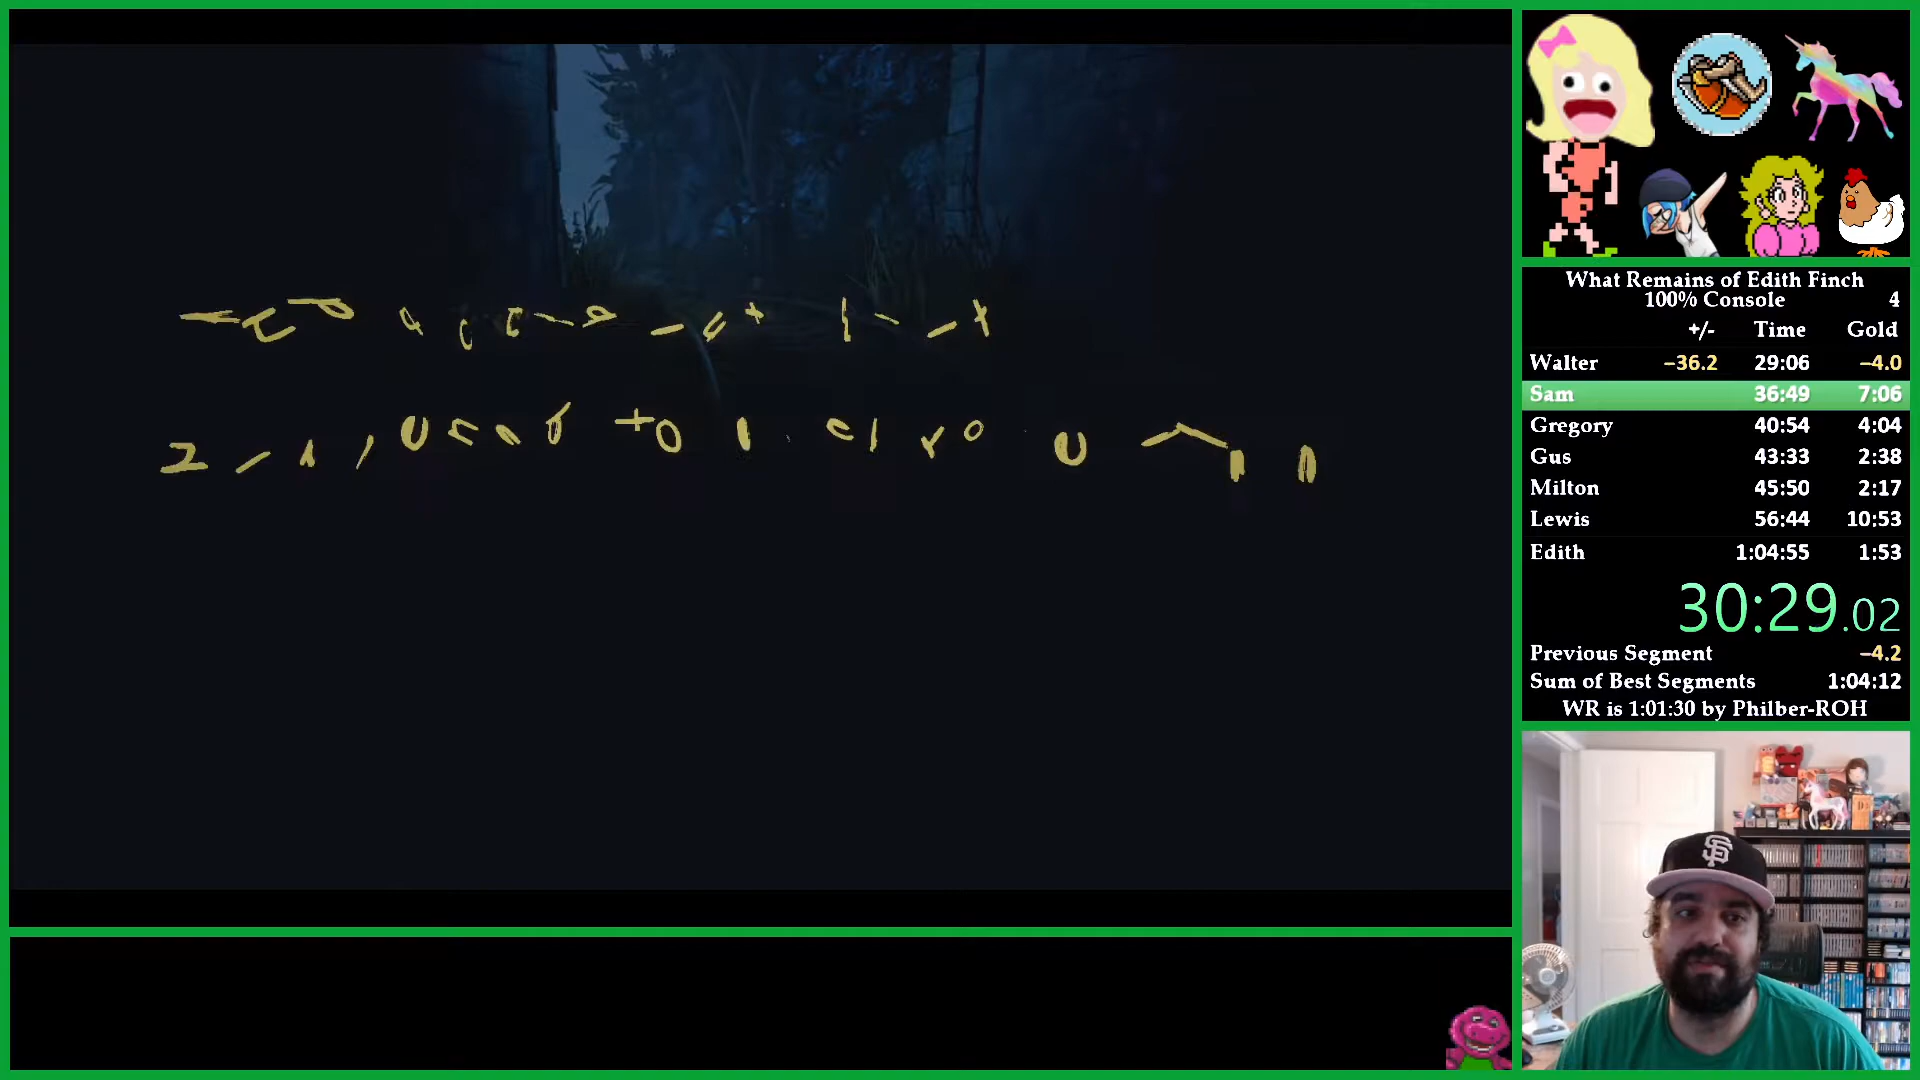 What Remains of Edith Finch
100% Console 4
+/- Time Gold
Walter −36.2 29:06 −4.0
Sam 36:49 7:06
Gregory 40:54 4:04
Gus 43:33 2:38
Milton 45:50 2:17
Lewis 56:44 10:53
Edith 1:04:55 1:53
30:29.02
Previous Segment −4.2
Sum of Best Segments 1:04:12
WR is 1:01:30 by Philber-ROH
SF